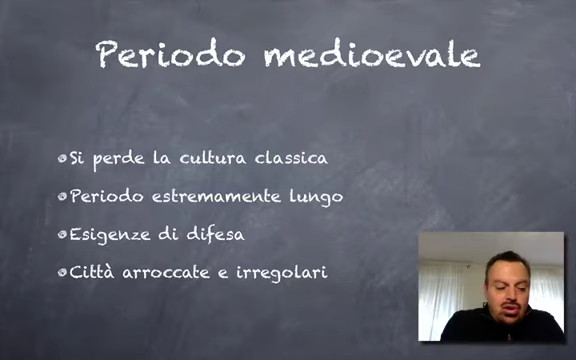 Periodo medioevale
Si perde la cultura classica
Periodo estremamente lungo
Esigenze di difesa
Città arroccate e irregolari